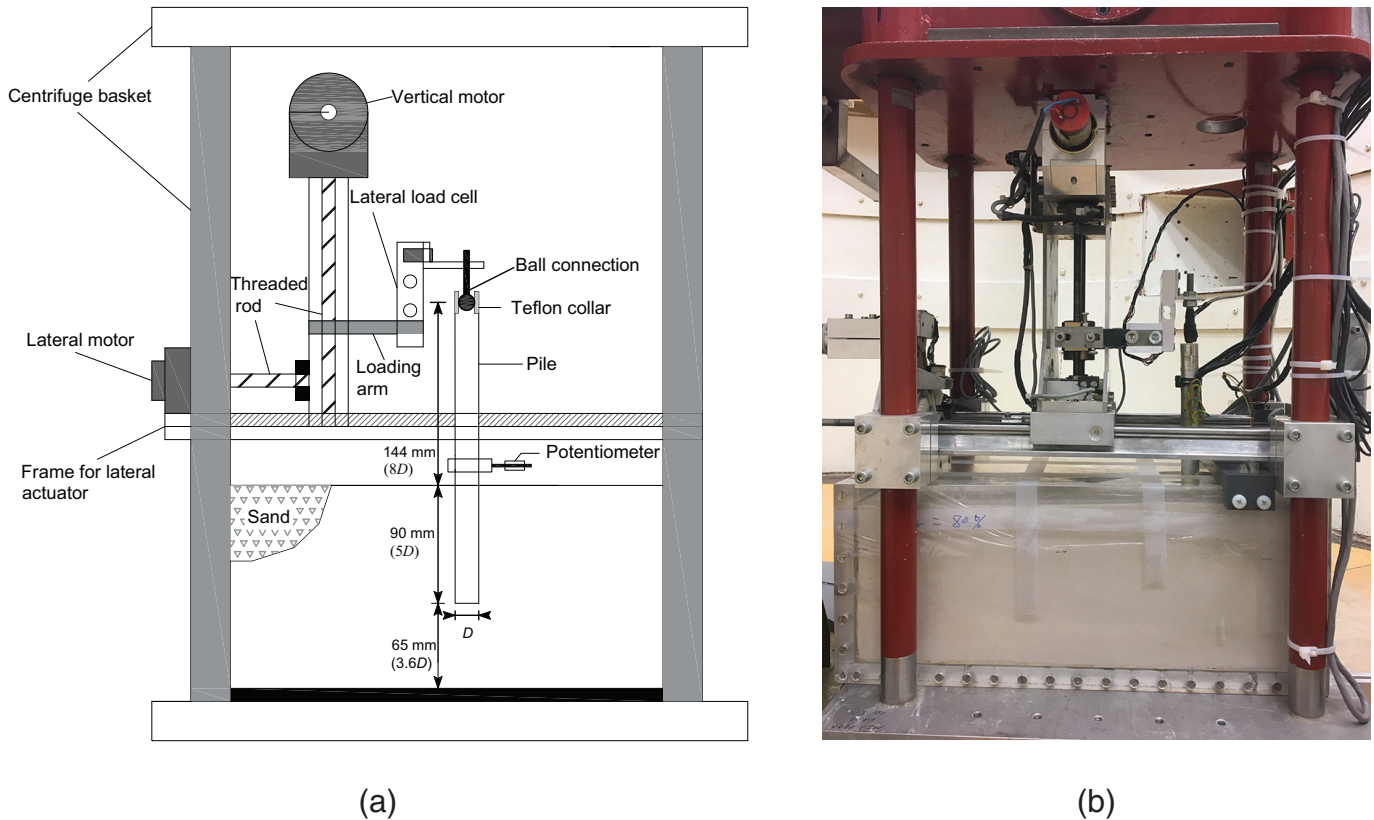 Centrifuge basket
Vertical motor
Lateral load cell
Ball connection
Threaded
rod
Teflon collar
Lateral motor
Loading
arm
Pile
Frame for lateral
actuator
144 mm
(8D)
Potentiometer
Sand
90 mm
(5D)
D
65 mm
(3.6D)
= 80%
(a)
(b)